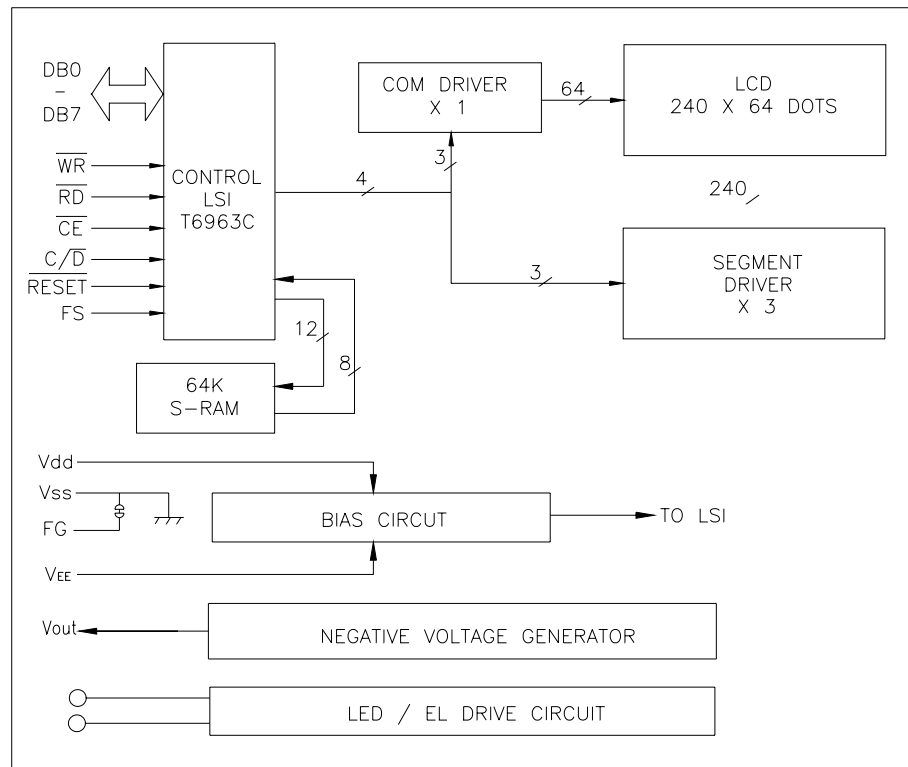 DB0
-
DB7
WR
RD
CE
C/D
RESET
FS
CONTROL
LSI
T6963C
COM DRIVER
X 1
64
LCD
240 X 64 DOTS
3
4
240
3
SEGMENT
DRIVER
X 3
12
8
64K
S-RAM
Vdd
Vss
FG
VEE
BIAS CIRCUT
TO LSI
Vout
NEGATIVE VOLTAGE GENERATOR
LED / EL DRIVE CIRCUIT